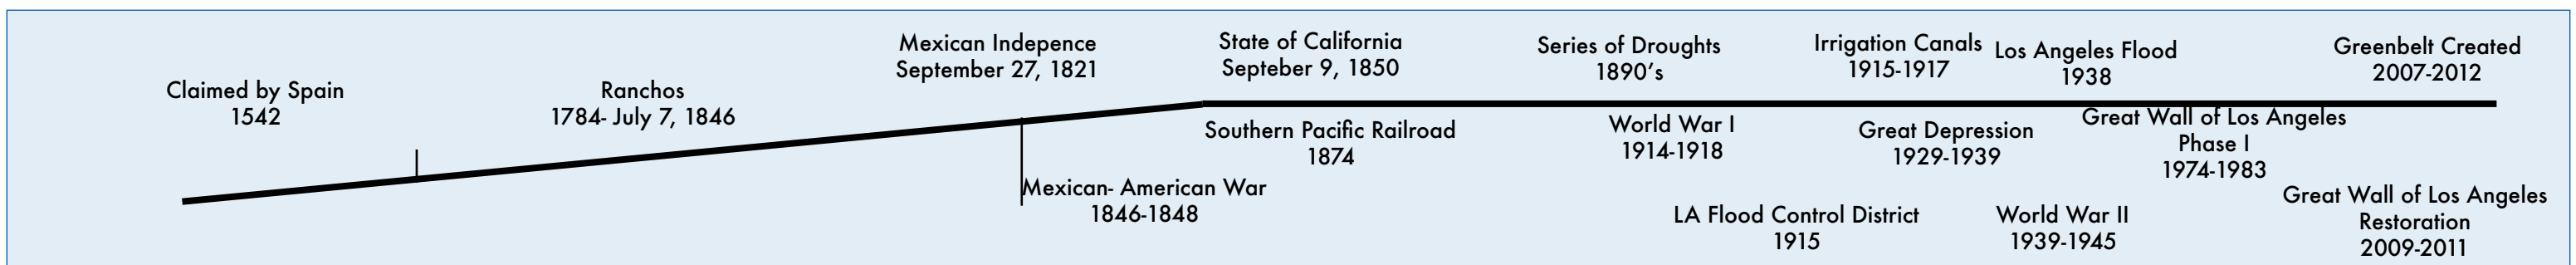 Claimed by Spain
1542
Ranchos
1784- July 7, 1846
Mexican Indepence
September 27, 1821
Mexican- American War
1846-1848
State of California
Septeber 9, 1850
Southern Pacific Railroad
1874
Series of Droughts
1890's
World War I
1914-1918
LA Flood Control District
1915
Irrigation Canals
1915-1917
Great Depression
1929-1939
Los Angeles Flood
1938
World War II
1939-1945
Great Wall of Los Angeles
Phase I
1974-1983
Greenbelt Created
2007-2012
Great Wall of Los Angeles
Restoration
2009-2011